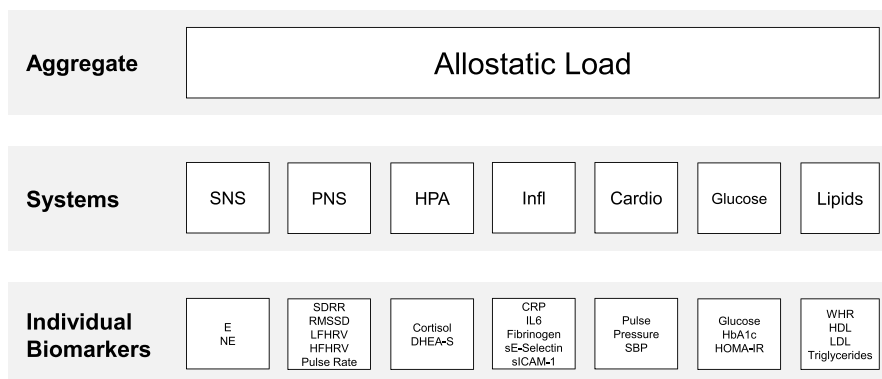 Aggregate
Allostatic Load
Systems
SNS
PNS
HPA
Infl
Cardio
Glucose
Lipids
Individual
Biomarkers
E
NE
SDRR
RMSSD
LFHRV
HFHRV
Pulse Rate
Cortisol
DHEA-S
CRP
IL6
Fibrinogen
sE-Selectin
sICAM-1
Pulse
Pressure
SBP
Glucose
HbA1c
HOMA-IR
WHR
HDL
LDL
Triglycerides